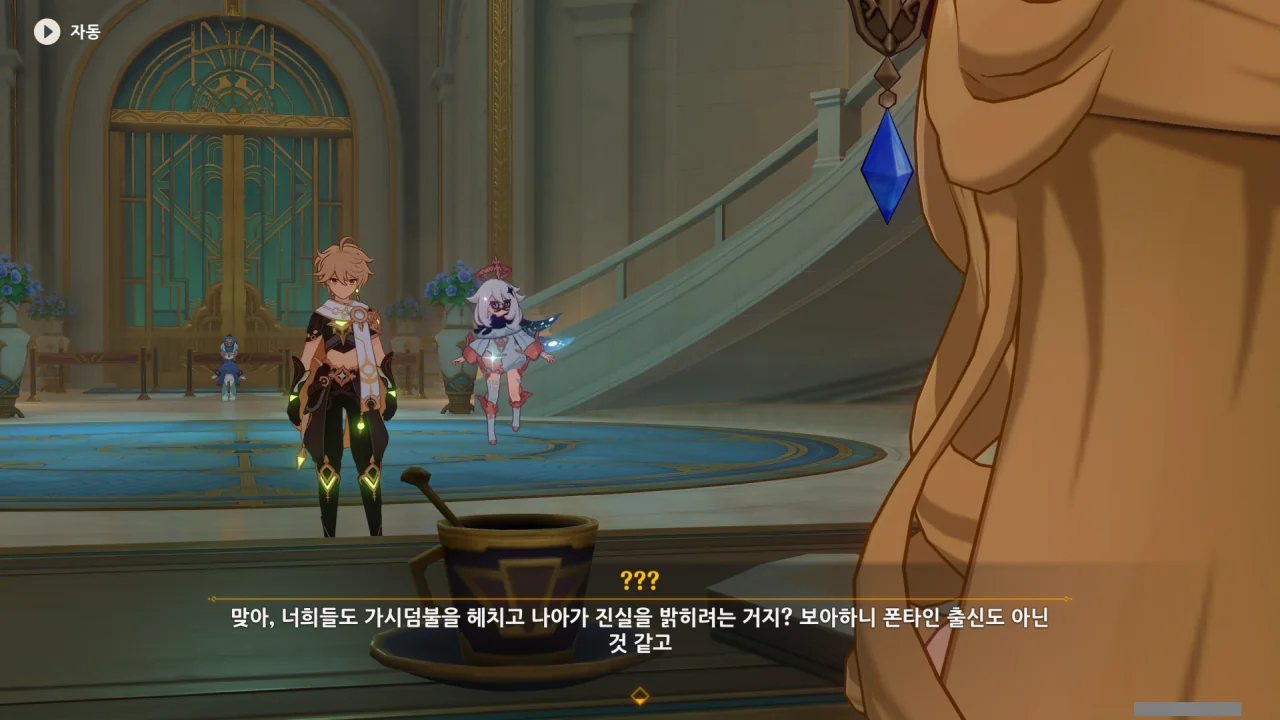 자동
???
맞아, 너희들도 가시덤불을 헤치고 나아가 진실을 밝히려는 거지? 보아하니 폰타인 출신도 아닌
것 같고